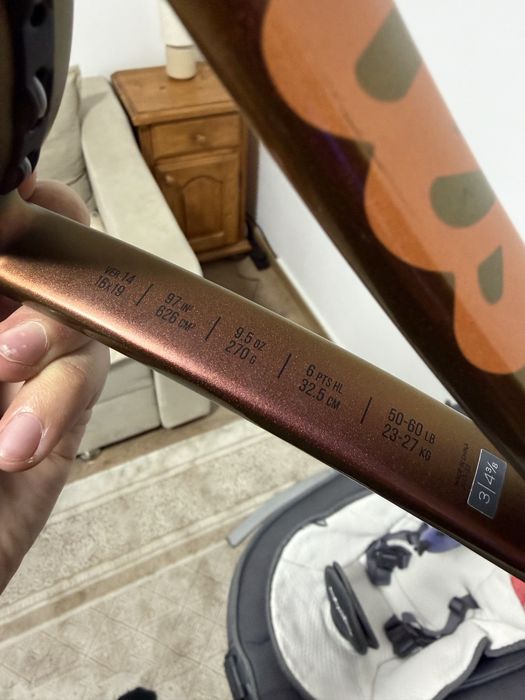 VER.14
16x19
97 IN²
626 CM²
9.5 OZ
270 G
6 PTS HL
32.5 CM
50-60 LB
23-27 KG
3 | 4 3/8